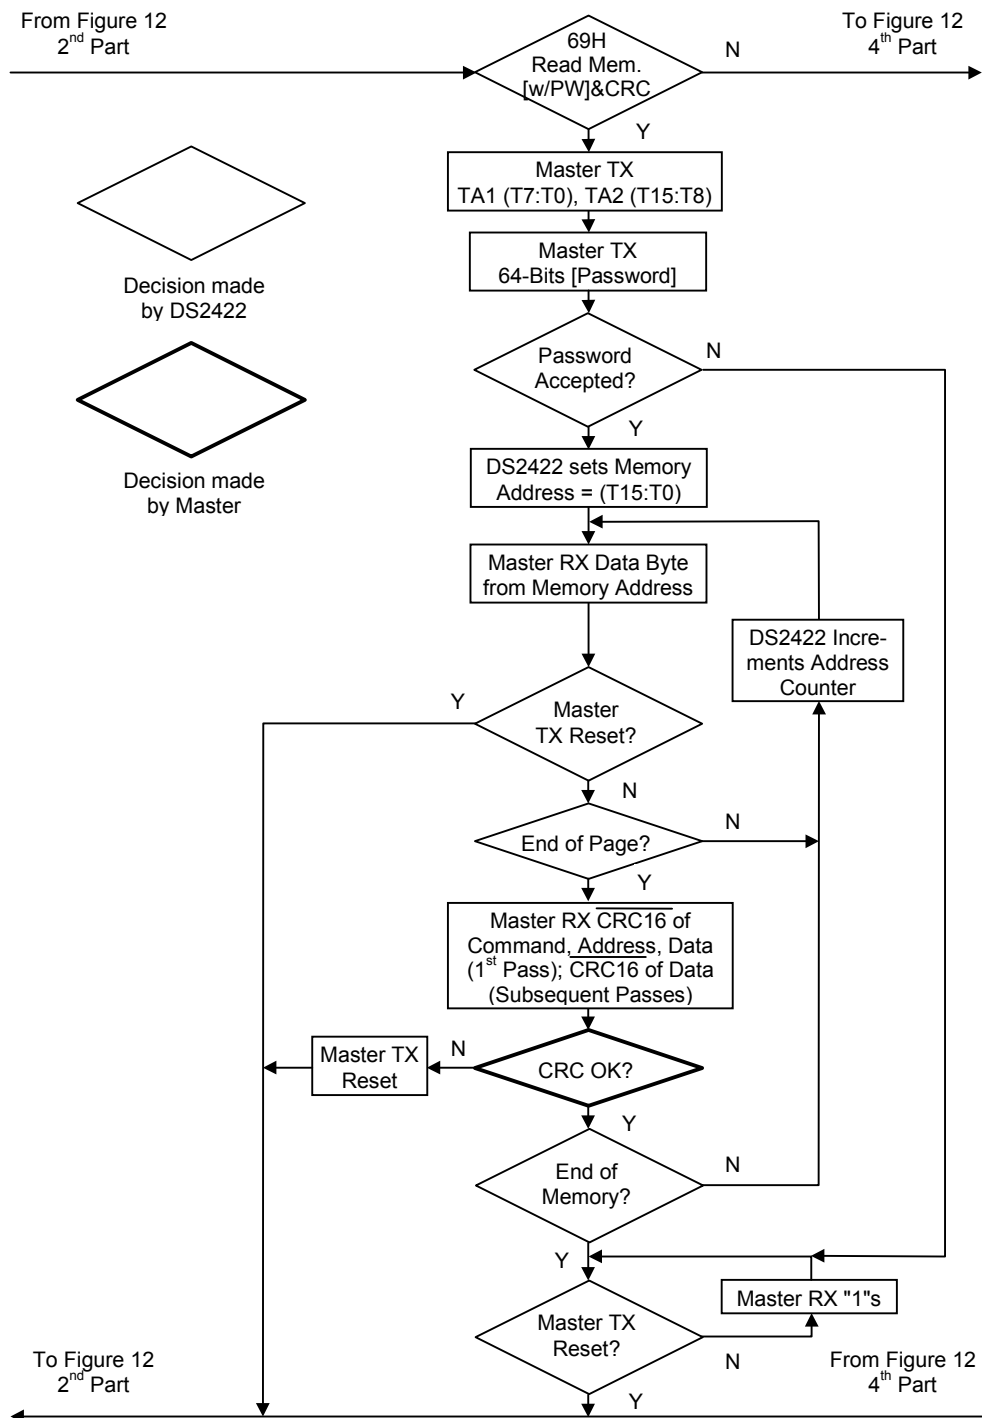 From Figure 12
2nd Part
To Figure 12
4th Part
69H
Read Mem.
[w/PW]&CRC
N
Y
Master TX
TA1 (T7:T0), TA2 (T15:T8)
Master TX
64-Bits [Password]
Decision made
by DS2422
Password
Accepted?
N
Y
Decision made
by Master
DS2422 sets Memory
Address = (T15:T0)
Master RX Data Byte
from Memory Address
DS2422 Incre-
ments Address
Counter
Y
Master
TX Reset?
N
End of Page?
N
Y
Master RX CRC16 of
Command, Address, Data
(1st Pass); CRC16 of Data
(Subsequent Passes)
Master TX
Reset
N
CRC OK?
Y
End of
Memory?
N
Y
Master RX "1"s
Master TX
Reset?
N
Y
To Figure 12
2nd Part
From Figure 12
4th Part